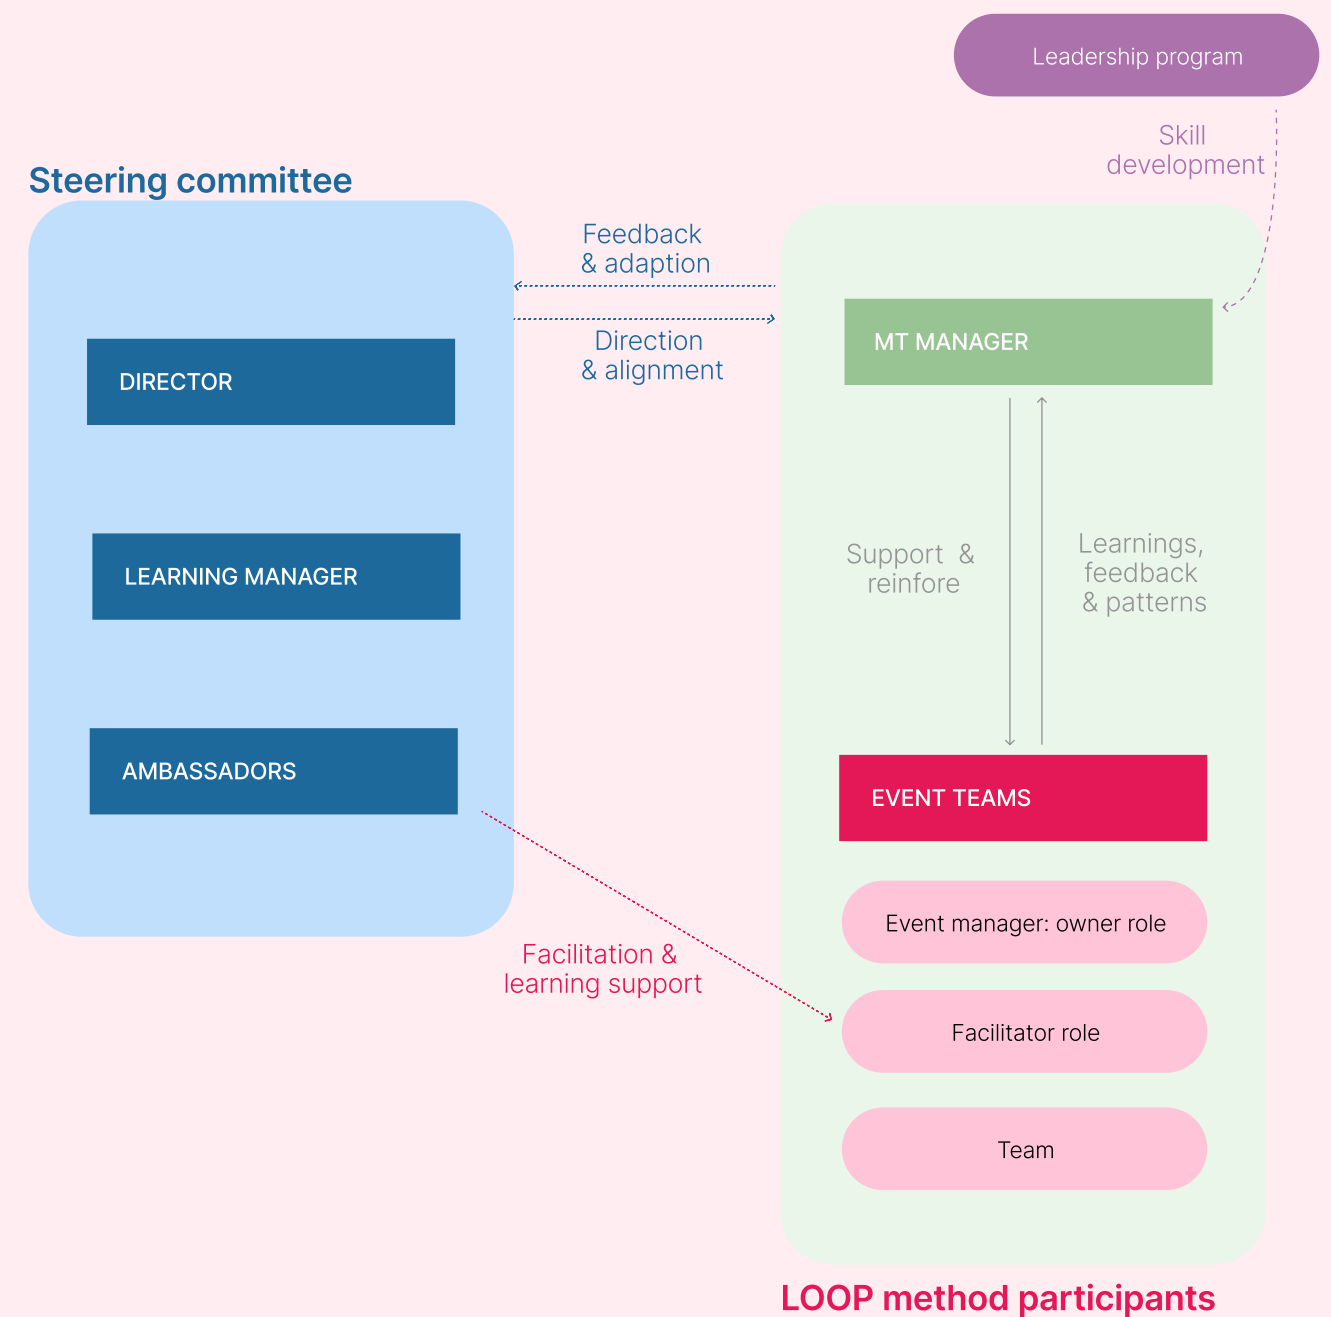 Leadership program
Skill
development
Steering committee
Feedback
& adaption
Direction
& alignment
DIRECTOR
LEARNING MANAGER
AMBASSADORS
Facilitation &
learning support
MT MANAGER
Support &
reinfore
Learnings,
feedback
& patterns
EVENT TEAMS
Event manager: owner role
Facilitator role
Team
LOOP method participants